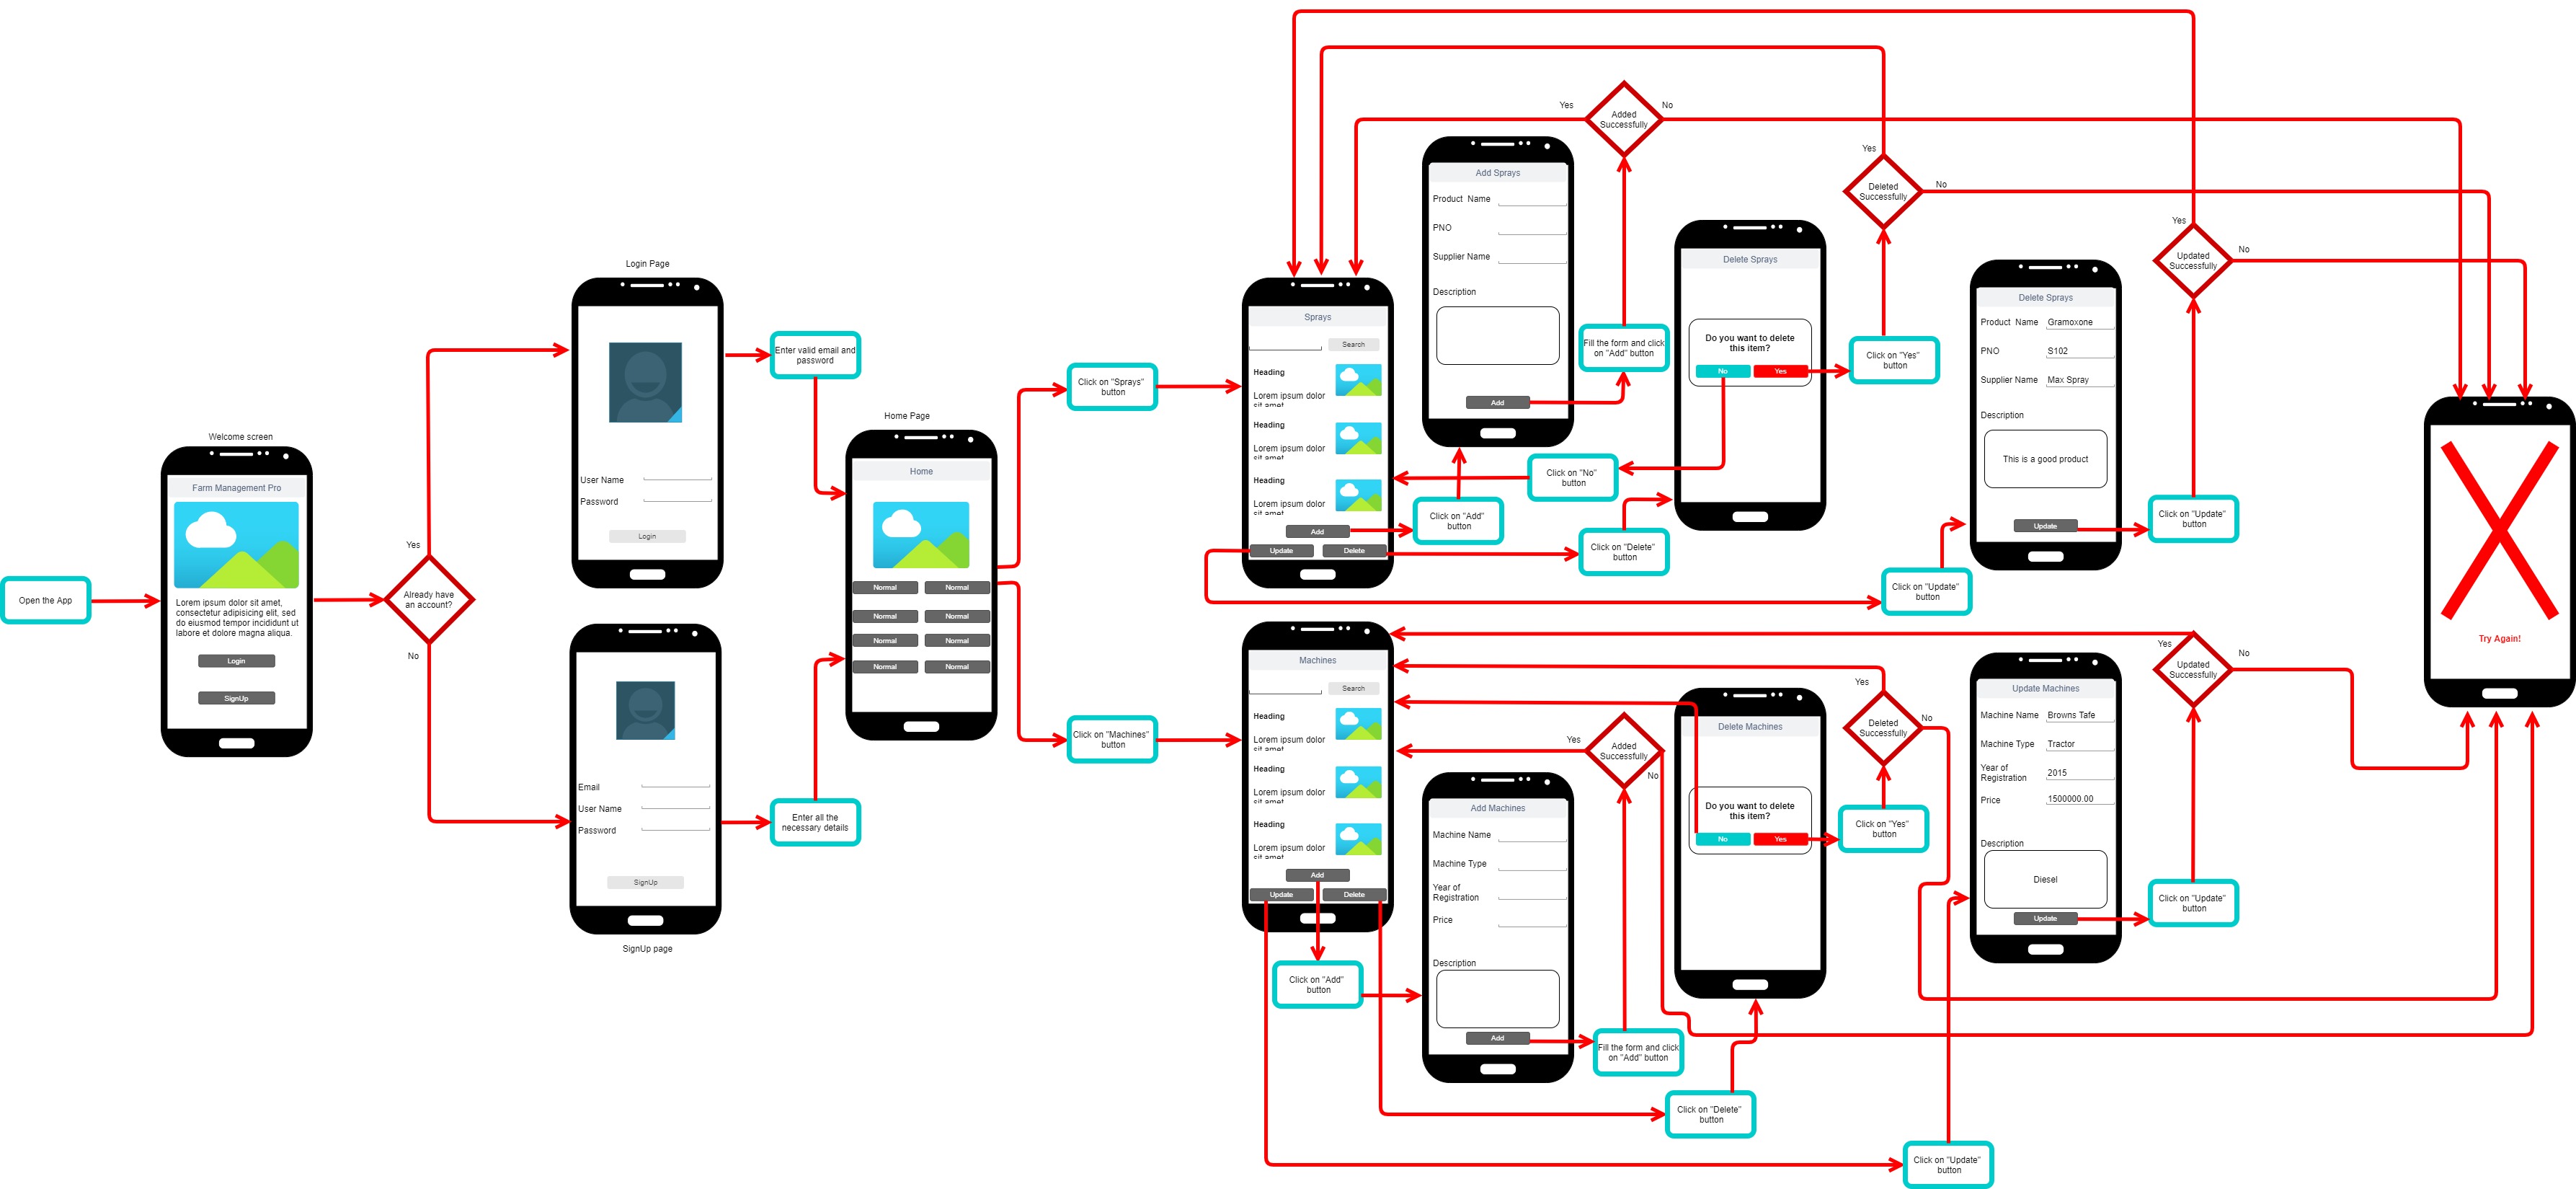 Open the App
Welcome screen
Farm Management Pro
Lorem ipsum dolor sit amet,
consectetur adipisicing elit, sed
do eiusmod tempor incididunt ut
labore et dolore magna aliqua.
Login
SignUp
Already have
an account?
Yes
No
Login Page
User Name
Password
Login
Email
User Name
Password
SignUp
SignUp page
Enter valid email and
password
Enter all the
necessary details
Home Page
Home
Normal
Normal
Normal
Normal
Normal
Normal
Normal
Normal
Click on "Sprays"
button
Click on "Machines"
button
Sprays
Search
Heading
Lorem ipsum dolor
sit amet
Heading
Lorem ipsum dolor
sit amet
Heading
Lorem ipsum dolor
sit amet
Add
Update
Delete
Click on "Add"
button
Add Sprays
Product  Name
PNO
Supplier Name
Description
Add
Fill the form and click
on "Add" button
Yes
Added
Successfully
No
Click on "No"
button
Click on "Delete"
button
Delete Sprays
Do you want to delete
this item?
No
Yes
Click on "Yes"
button
Yes
Deleted
Successfully
No
Click on "Update"
button
Delete Sprays
Product  Name
Gramoxone
PNO
S102
Supplier Name
Max Spray
Description
This is a good product
Update
Click on "Update"
button
Yes
Updated
Successfully
No
Try Again!
Machines
Search
Heading
Lorem ipsum dolor
sit amet
Heading
Lorem ipsum dolor
sit amet
Heading
Lorem ipsum dolor
sit amet
Add
Update
Delete
Click on "Add"
button
Add Machines
Machine Name
Machine Type
Year of
Registration
Price
Description
Add
Fill the form and click
on "Add" button
Yes
Added
Successfully
No
Click on "Delete"
button
Delete Machines
Do you want to delete
this item?
No
Yes
Click on "Yes"
button
Yes
Deleted
Successfully
No
Click on "Update"
button
Update Machines
Machine Name
Browns Tafe
Machine Type
Tractor
Year of
Registration
2015
Price
1500000.00
Description
Diesel
Update
Click on "Update"
button
Yes
Updated
Successfully
No